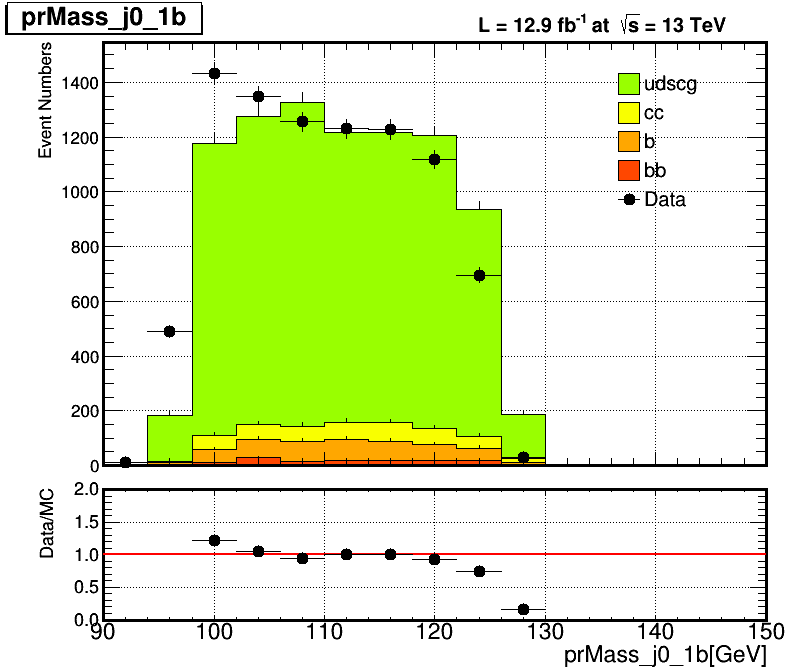 prMass_j0_1b
L = 12.9 fb⁻¹ at √s = 13 TeV
Event Numbers
1400
1200
1000
800
600
400
200
0
udscg
cc
b
bb
Data
Data/MC
2.0
1.5
1.0
0.5
0.0
90 100 110 120 130 140 150
prMass_j0_1b[GeV]